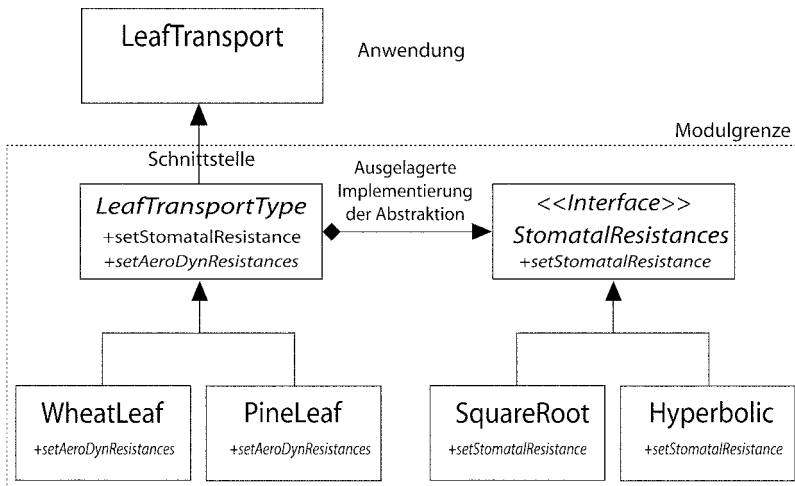 LeafTransport
Anwendung
Modulgrenze
Schnittstelle
Ausgelagerte
Implementierung
der Abstraktion
LeafTransportType
+setStomatalResistance
+setAeroDynResistances
<<Interface>>
StomatalResistances
+setStomatalResistance
WheatLeaf
+setAeroDynResistances
PineLeaf
+setAeroDynResistances
SquareRoot
+setStomatalResistance
Hyperbolic
+setStomatalResistance